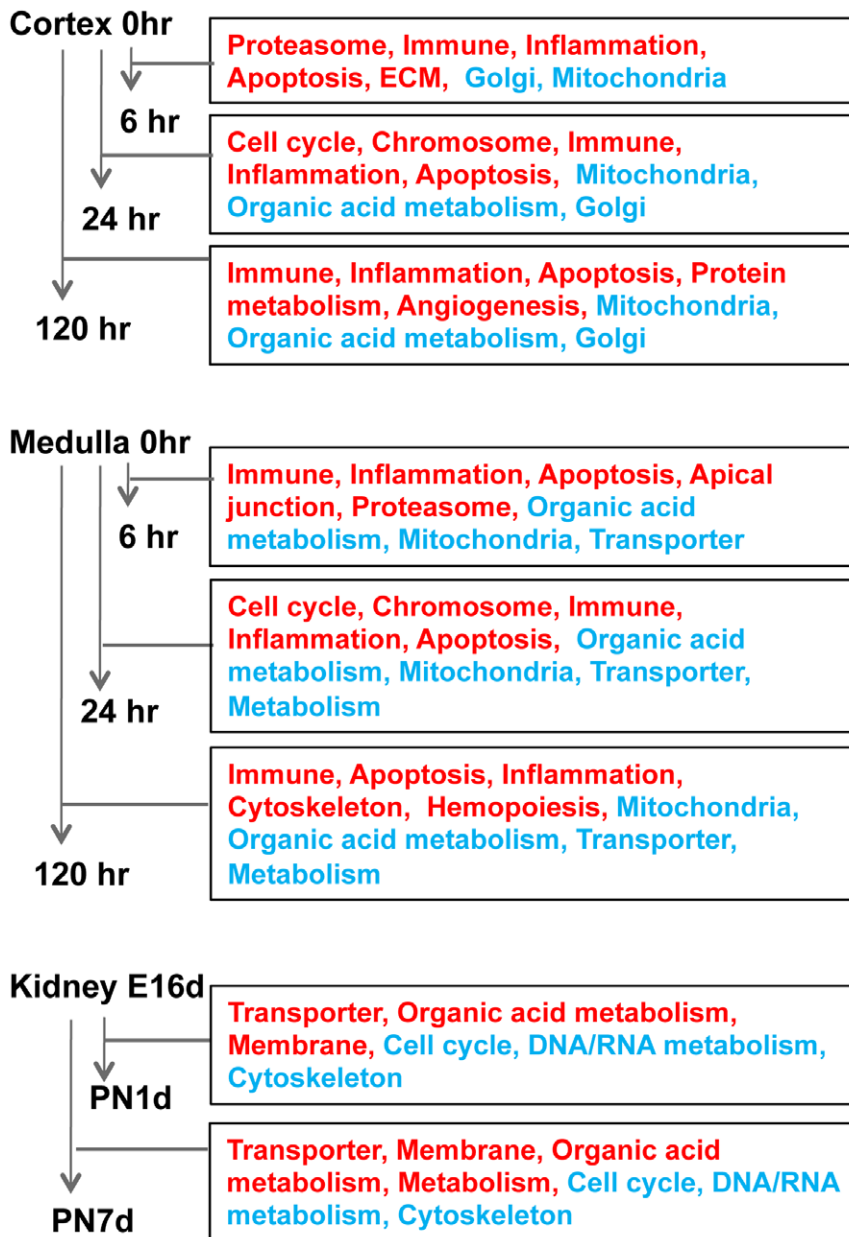 Cortex 0hr
Proteasome, Immune, Inflammation,
Apoptosis, ECM, Golgi, Mitochondria
6 hr
Cell cycle, Chromosome, Immune,
Inflammation, Apoptosis, Mitochondria,
Organic acid metabolism, Golgi
24 hr
Immune, Inflammation, Apoptosis, Protein
metabolism, Angiogenesis, Mitochondria,
Organic acid metabolism, Golgi
120 hr
Medulla 0hr
Immune, Inflammation, Apoptosis, Apical
junction, Proteasome, Organic acid
metabolism, Mitochondria, Transporter
6 hr
Cell cycle, Chromosome, Immune,
Inflammation, Apoptosis, Organic acid
metabolism, Mitochondria, Transporter,
Metabolism
24 hr
Immune, Apoptosis, Inflammation,
Cytoskeleton, Hemopoiesis, Mitochondria,
Organic acid metabolism, Transporter,
Metabolism
120 hr
Kidney E16d
Transporter, Organic acid metabolism,
Membrane, Cell cycle, DNA/RNA metabolism,
Cytoskeleton
PN1d
Transporter, Membrane, Organic acid
metabolism, Metabolism, Cell cycle, DNA/RNA
metabolism, Cytoskeleton
PN7d